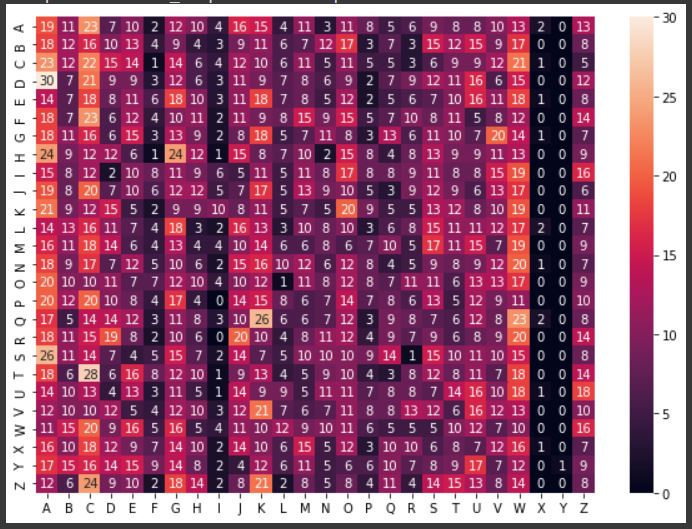 A 19 11 23 7 10 2 12 10 4 16 15 4 11 3 11 8 5 6 9 8 8 10 13 2 0 13 30
B 18 12 16 10 13 4 9 4 3 9 11 6 7 12 17 3 7 3 15 12 15 9 17 0 0 8
C 23 12 22 15 14 1 14 6 4 12 10 6 11 5 11 5 5 3 6 9 9 12 21 1 0 15
D 30 7 21 9 9 3 12 6 3 11 9 7 8 6 9 2 7 9 12 11 16 6 15 0 0 12 25
E 14 7 18 8 11 6 18 10 3 11 18 7 8 5 12 2 5 6 7 10 16 11 18 1 0 8
F 18 7 23 6 12 4 10 11 2 11 9 8 15 9 15 5 7 8 11 7 5 8 12 0 0 14
G 18 11 16 6 15 3 13 9 2 8 18 5 7 11 8 3 13 6 11 10 7 20 14 1 0 7
H 24 9 12 12 6 1 24 12 1 15 8 7 10 2 15 8 4 8 13 9 9 11 13 0 0 9 20
I 15 8 12 2 10 8 11 9 6 5 11 5 11 8 17 8 8 9 11 9 8 15 19 0 0 16
J 19 8 20 7 10 6 12 12 5 7 17 5 13 9 10 5 3 9 12 9 6 13 17 0 0 6
K 21 9 12 15 5 2 9 9 10 8 11 5 7 5 20 9 5 5 13 12 8 10 19 0 0 11
L 14 13 16 11 7 4 18 3 2 16 13 3 10 8 10 3 6 8 15 11 11 12 17 2 0 7 15
M 16 11 18 14 6 4 13 4 4 10 14 6 6 8 6 7 10 5 17 11 15 7 19 0 0 9
N 18 9 17 7 12 5 10 6 2 15 16 10 12 6 12 8 4 5 9 8 9 12 20 1 0 7
O 20 10 10 11 7 7 12 10 4 10 12 1 11 8 12 8 7 11 11 6 13 13 17 0 0 9
P 20 12 20 10 8 4 17 4 0 14 15 8 6 7 14 7 8 6 13 5 12 9 11 0 0 10
Q 17 5 14 14 12 3 11 8 3 10 26 6 7 7 12 3 9 8 7 6 12 8 23 2 0 8 10
R 18 11 15 19 8 2 10 6 0 20 10 4 8 11 12 4 9 7 9 6 8 9 20 0 0 14
S 26 11 14 7 4 5 15 7 2 14 7 5 10 10 10 9 14 1 15 10 11 10 15 0 0 8
T 18 6 28 6 16 8 12 10 1 9 13 4 5 9 10 4 3 8 12 8 11 7 18 0 0 14
U 14 10 13 4 13 3 11 5 1 14 9 9 5 11 11 7 8 8 7 14 16 10 18 1 0 18 5
V 12 10 10 12 5 4 12 10 3 12 21 7 6 7 11 8 8 13 12 6 16 12 13 0 0 10
W 11 15 20 9 16 5 16 5 4 11 10 12 9 10 11 6 5 5 5 10 12 7 16 0 0 16
X 16 10 18 12 9 7 14 10 2 14 10 6 15 5 12 3 10 10 6 8 7 12 16 1 0 7
Y 17 15 16 14 15 9 14 8 2 4 12 6 11 5 6 6 10 7 8 9 17 7 12 0 1 9
Z 12 6 24 9 10 2 18 14 2 8 21 2 8 5 9 4 11 4 14 15 13 8 14 0 0 8 0
A B C D E F G H I J K L M N O P Q R S T U V W X Y Z